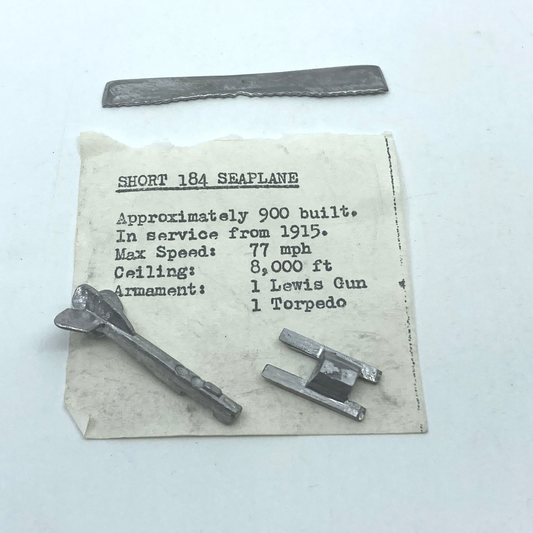 SHORT 184 SEAPLANE
Approximately 900 built.
In service from 1915.
Max Speed: 77 mph
Ceiling: 8,000 ft
Armament: 1 Lewis Gun
1 Torpedo